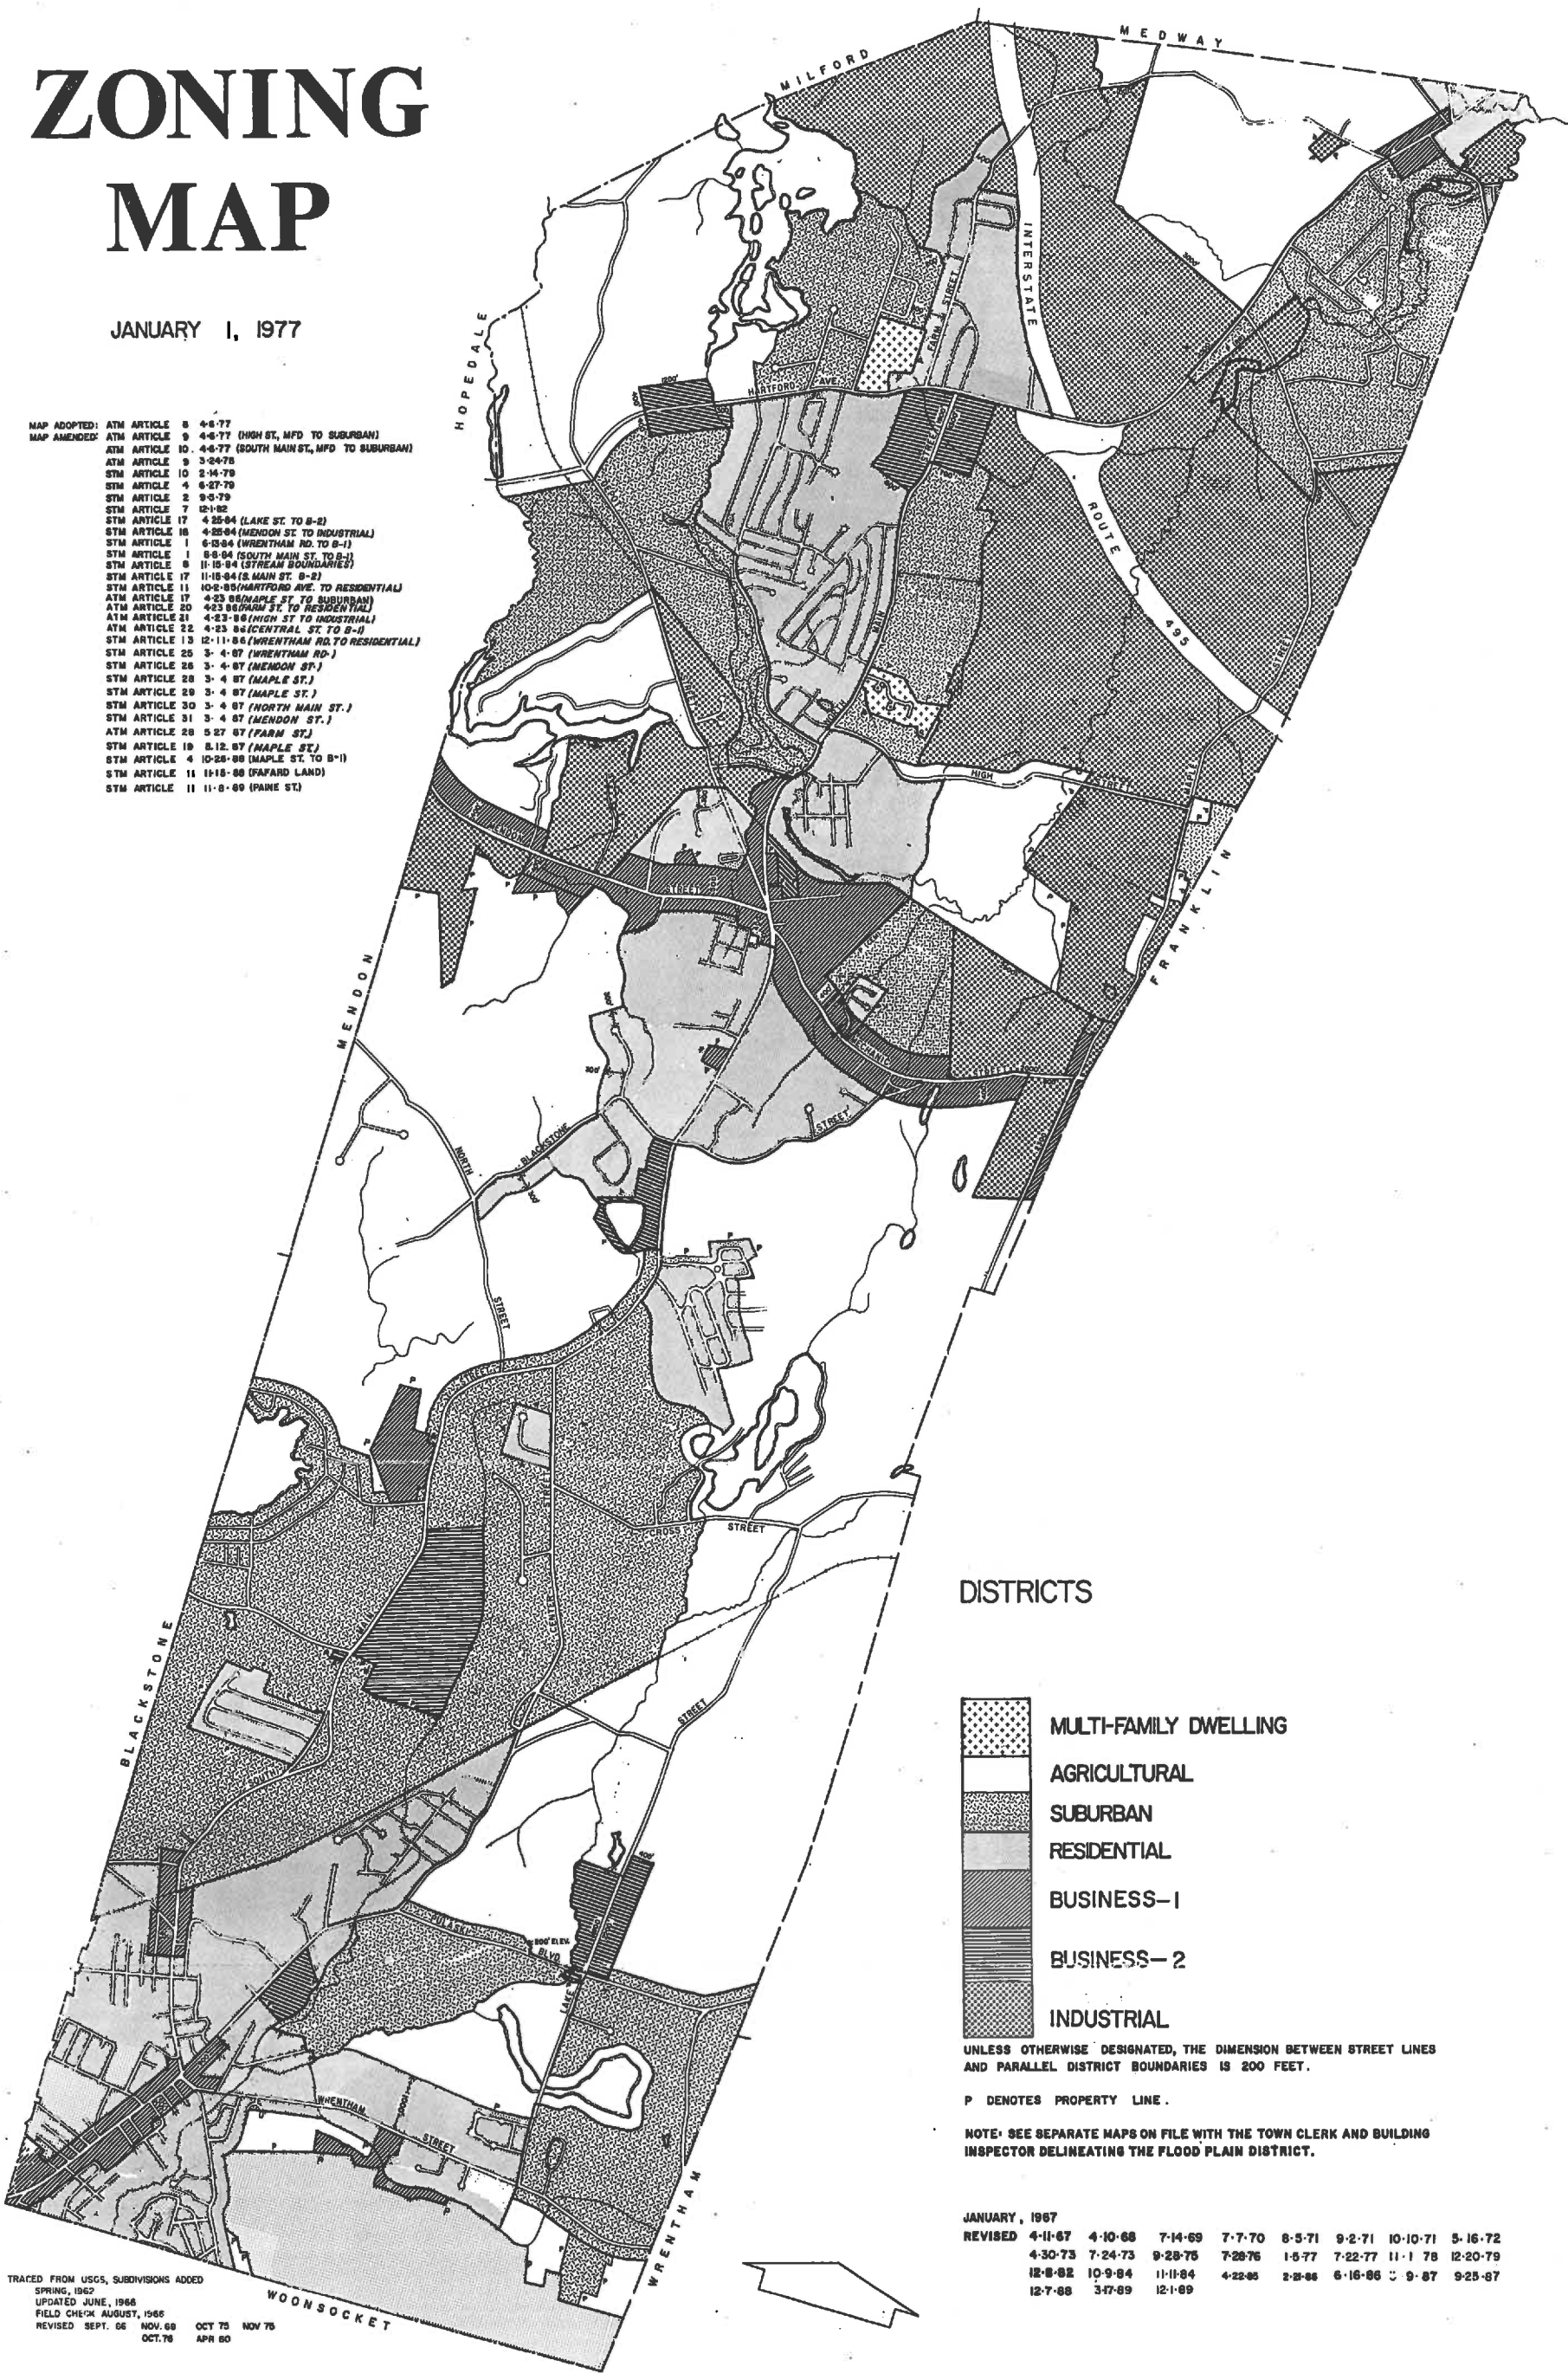 ZONING
MAP
JANUARY 1, 1977
MAP ADOPTED: ATM ARTICLE 8 4·6·77
MAP AMENDED: ATM ARTICLE 9 4·6·77 (HIGH ST., MFD TO SUBURBAN)
ATM ARTICLE 10. 4·6·77 (SOUTH MAIN ST., MFD TO SUBURBAN)
ATM ARTICLE 9 3·24·78
STM ARTICLE 10 2·14·79
STM ARTICLE 4 6·27·79
STM ARTICLE 2 9·5·79
STM ARTICLE 7 12·1·82
STM ARTICLE 17 4·25·84 (LAKE ST. TO B-2)
STM ARTICLE 18 4·25·84 (MENDON ST. TO INDUSTRIAL)
STM ARTICLE 1 6·13·84 (WRENTHAM RD. TO B-1)
STM ARTICLE 1 8·8·84 (SOUTH MAIN ST. TO B-1)
STM ARTICLE 8 11·15·84 (STREAM BOUNDARIES)
STM ARTICLE 17 11·15·84 (S. MAIN ST. B-2)
STM ARTICLE 11 10·2·85 (HARTFORD AVE. TO RESIDENTIAL)
ATM ARTICLE 17 4·23 86 (MAPLE ST. TO SUBURBAN)
ATM ARTICLE 20 4·23 86 (FARM ST. TO RESIDENTIAL)
ATM ARTICLE 21 4·23·86 (HIGH ST TO INDUSTRIAL)
ATM ARTICLE 22 4·23 86 (CENTRAL ST. TO B-1)
STM ARTICLE 13 12·11·86 (WRENTHAM RD. TO RESIDENTIAL)
STM ARTICLE 25 3·4·87 (WRENTHAM RD.)
STM ARTICLE 26 3·4·87 (MENDON ST.)
STM ARTICLE 28 3·4 87 (MAPLE ST.)
STM ARTICLE 29 3·4 87 (MAPLE ST.)
STM ARTICLE 30 3·4 87 (NORTH MAIN ST.)
STM ARTICLE 31 3·4 87 (MENDON ST.)
ATM ARTICLE 28 5 27 87 (FARM ST.)
STM ARTICLE 19 8.12.87 (MAPLE ST.)
STM ARTICLE 4 10·26·88 (MAPLE ST. TO B-1)
STM ARTICLE 11 11·18·88 (FAFARD LAND)
STM ARTICLE 11 11·8·89 (PAINE ST.)
MEDWAY
MILFORD
HOPEDALE
INTERSTATE
FARM STREET
HARTFORD AVE.
1200'
ROUTE 495
STREET
HIGH STREET
FRANKLIN
MENDON
STREET
MENDON
300'
300'
STREET
NORTH
BLACKSTONE
STREET
STREET
CENTER
CROSS STREET
MAIN
STREET
SOUTH
BLACKSTONE
PULASKI
BLVD
LAKE
400'
WRENTHAM
STREET
1000'
WRENTHAM
WOONSOCKET
DISTRICTS
MULTI-FAMILY DWELLING
AGRICULTURAL
SUBURBAN
RESIDENTIAL
BUSINESS-1
BUSINESS-2
INDUSTRIAL
UNLESS OTHERWISE DESIGNATED, THE DIMENSION BETWEEN STREET LINES
AND PARALLEL DISTRICT BOUNDARIES IS 200 FEET.
P DENOTES PROPERTY LINE.
NOTE: SEE SEPARATE MAPS ON FILE WITH THE TOWN CLERK AND BUILDING
INSPECTOR DELINEATING THE FLOOD PLAIN DISTRICT.
JANUARY, 1967
REVISED 4·11·67 4·10·68 7·14·69 7·7·70 8·5·71 9·2·71 10·10·71 5·16·72
4·30·73 7·24·73 9·28·75 7·28·76 1·6·77 7·22·77 11·1 78 12·20·79
12·8·82 10·9·84 11·11·84 4·22·85 2·21·86 6·16·86 9·87 9·25·87
12·7·88 3·17·89 12·1·89
TRACED FROM USGS, SUBDIVISIONS ADDED
SPRING, 1962
UPDATED JUNE, 1966
FIELD CHECK AUGUST, 1966
REVISED SEPT. 66 NOV. 69 OCT 75 NOV 75
OCT. 76 APR 80